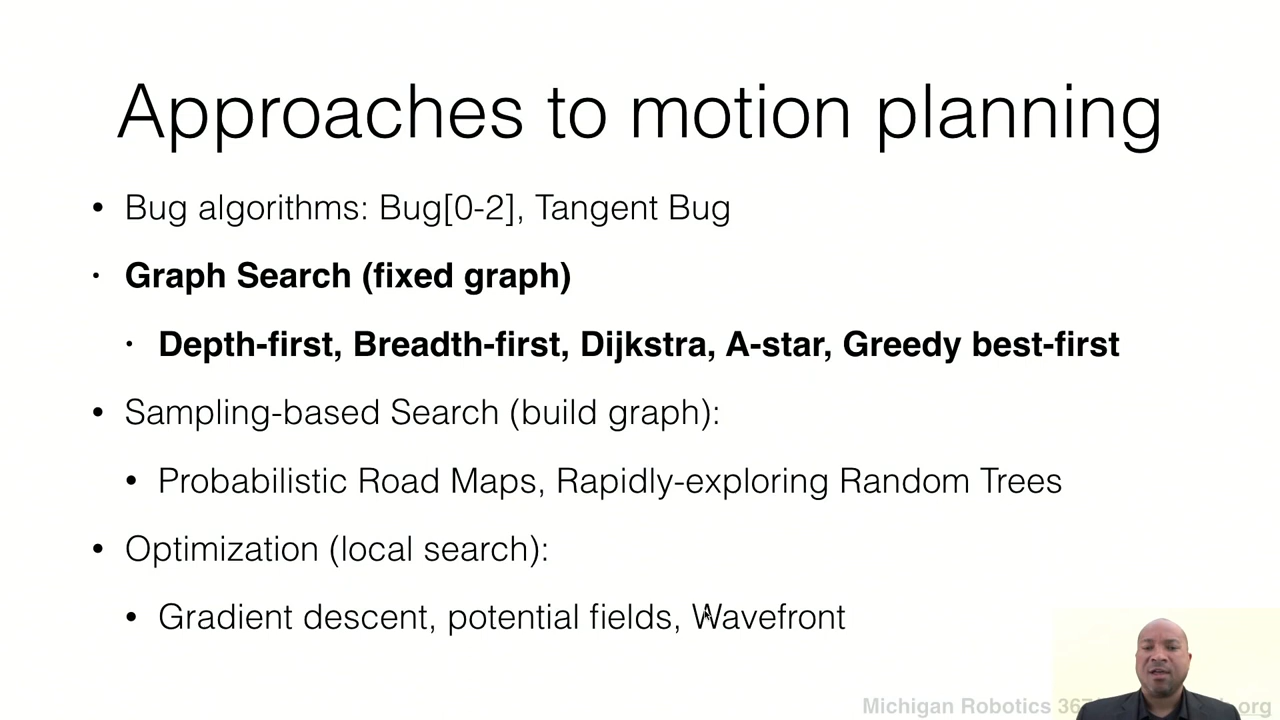 Approaches to motion planning
• Bug algorithms: Bug[0-2], Tangent Bug
• Graph Search (fixed graph)
• Depth-first, Breadth-first, Dijkstra, A-star, Greedy best-first
• Sampling-based Search (build graph):
• Probabilistic Road Maps, Rapidly-exploring Random Trees
• Optimization (local search):
• Gradient descent, potential fields, Wavefront
Michigan Robotics